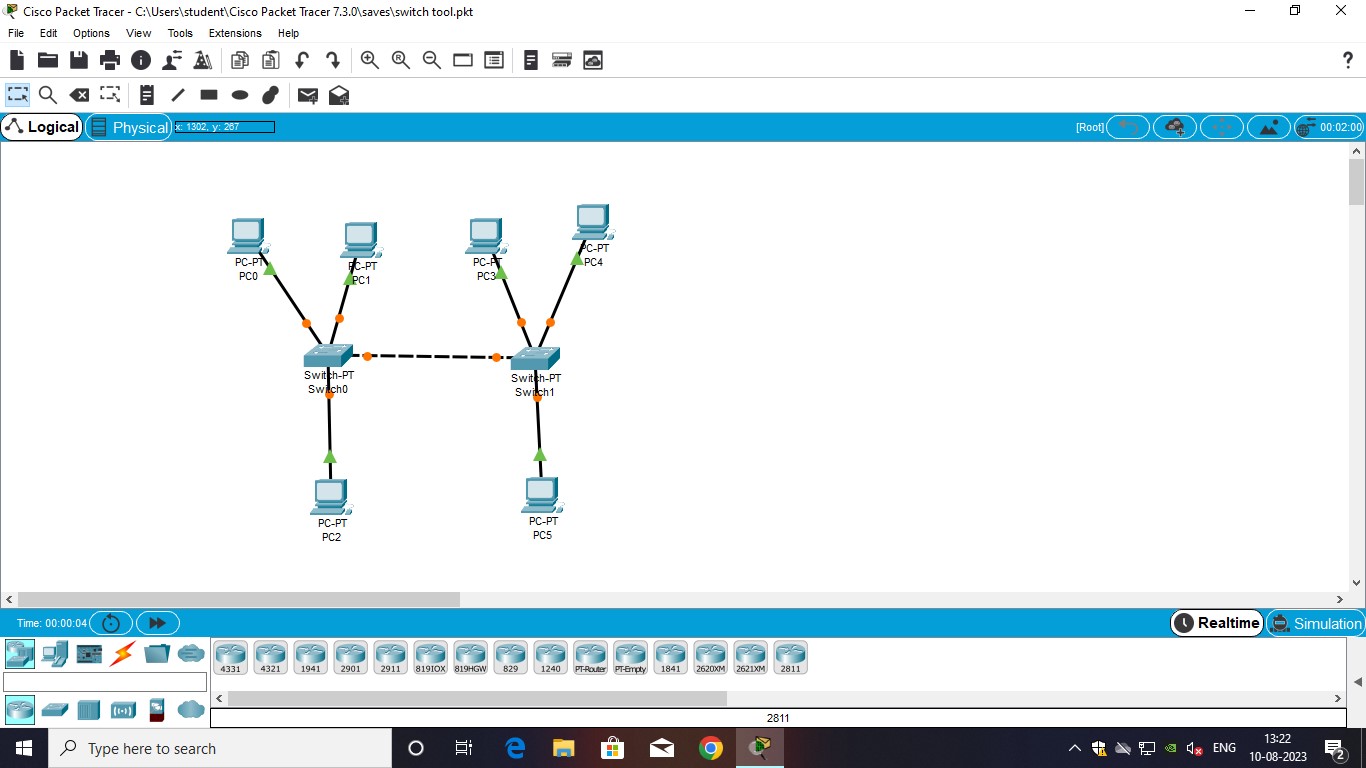 Cisco Packet Tracer - C:\Users\student\Cisco Packet Tracer 7.3.0\saves\switch tool.pkt
File Edit Options View Tools Extensions Help
Logical Physical x: 1302, y: 267 [Root] 00:02:00
PC-PT
PC0
PC-PT
PC1
PC-PT
PC3
PC-PT
PC4
Switch-PT
Switch0
Switch-PT
Switch1
PC-PT
PC2
PC-PT
PC5
Time: 00:00:04 Realtime Simulation
4331 4321 1941 2901 2911 819IOX 819HGW 829 1240 PT-Router PT-Empty 1841 2620XM 2621XM 2811
2811
Type here to search
ENG
13:22
10-08-2023
2